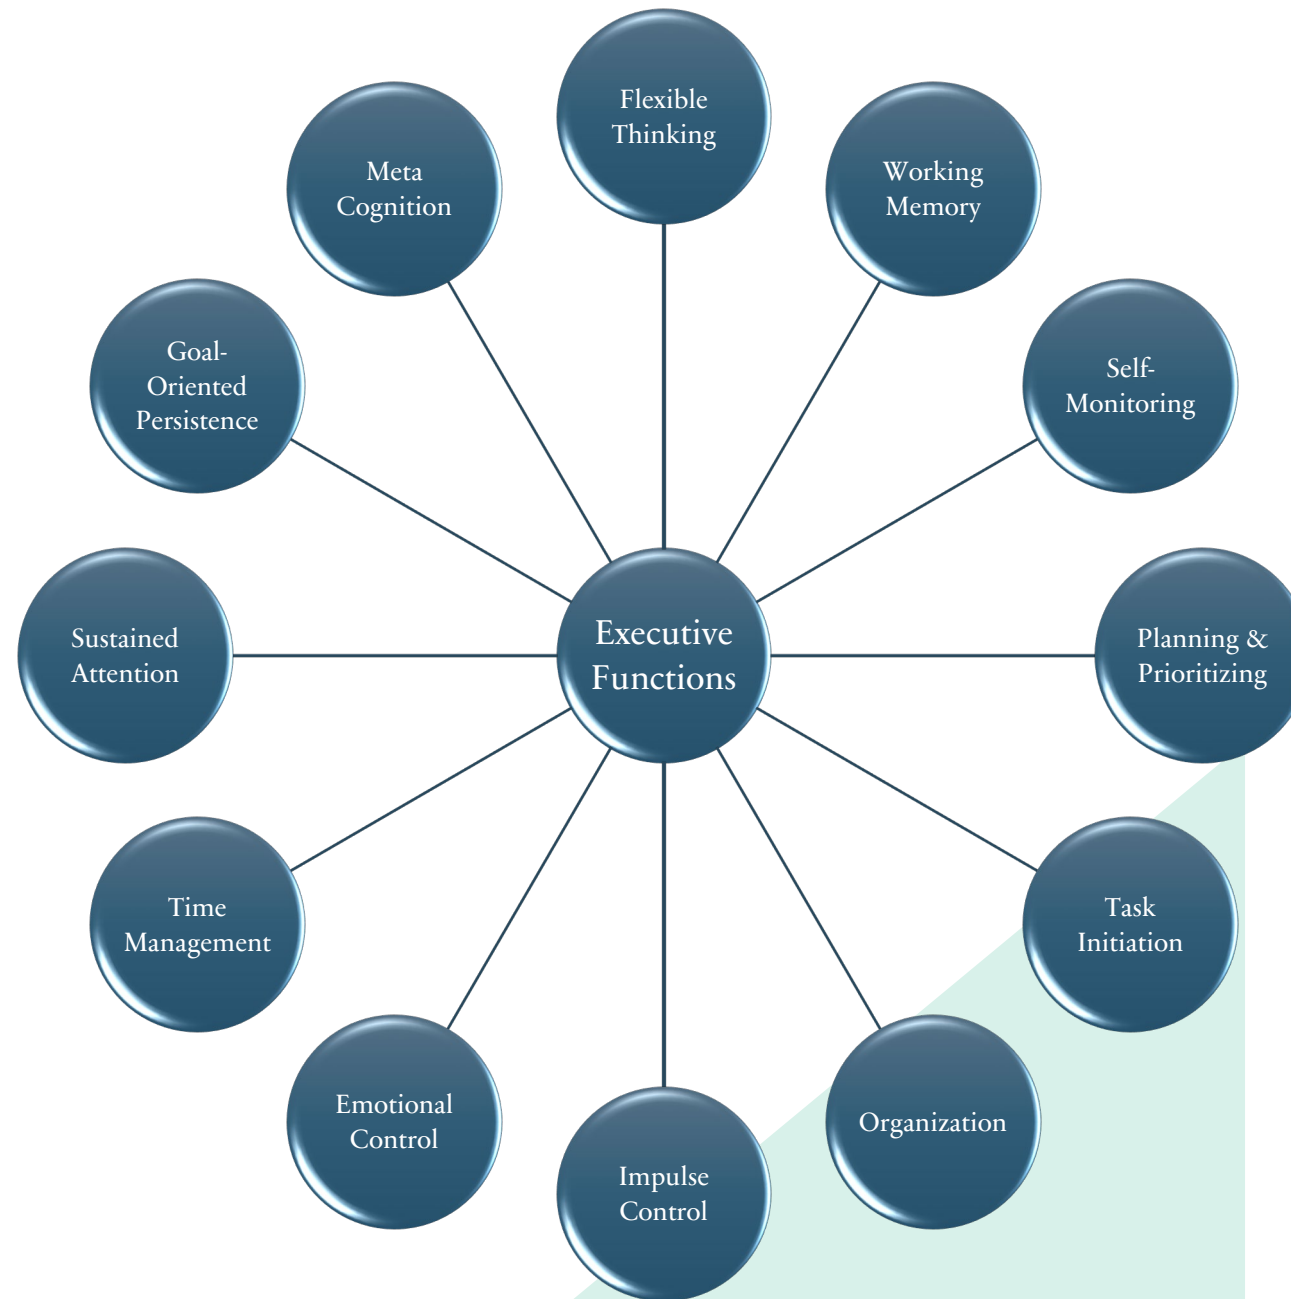 Flexible
Thinking
Working
Memory
Self-
Monitoring
Planning &
Prioritizing
Task
Initiation
Organization
Impulse
Control
Emotional
Control
Time
Management
Sustained
Attention
Goal-
Oriented
Persistence
Meta
Cognition
Executive
Functions